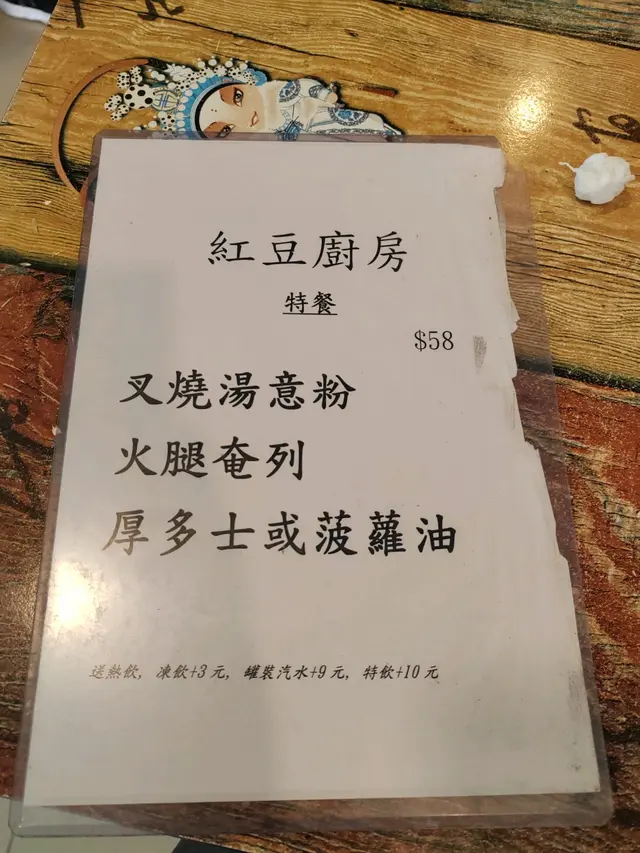 紅豆廚房
特餐
$58
叉燒湯意粉
火腿奄列
厚多士或菠蘿油
送熱飲, 凍飲+3元, 罐裝汽水+9元, 特飲+10元